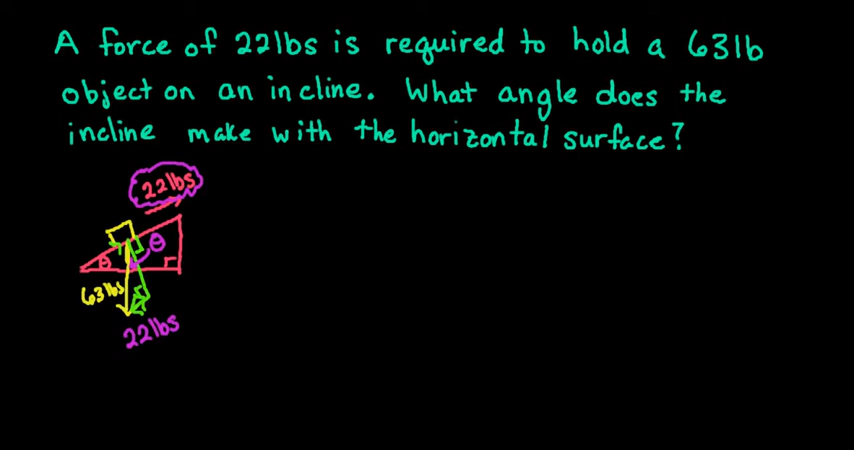 A force of 22lbs is required to hold a 63lb
object on an incline. What angle does the
incline make with the horizontal surface?
22lbs
θ
θ
63lbs
22lbs